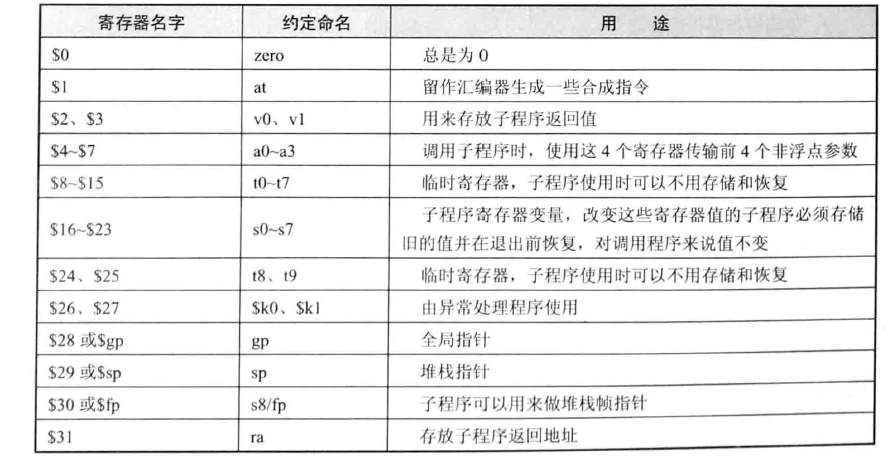 寄存器名字 约定命名 用 途
$0 zero 总是为 0
$1 at 留作汇编器生成一些合成指令
$2、$3 v0、v1 用来存放子程序返回值
$4~$7 a0~a3 调用子程序时，使用这 4 个寄存器传输前 4 个非浮点参数
$8~$15 t0~t7 临时寄存器，子程序使用时可以不用存储和恢复
$16~$23 s0~s7 子程序寄存器变量，改变这些寄存器值的子程序必须存储
旧的值并在退出前恢复，对调用程序来说值不变
$24、$25 t8、t9 临时寄存器，子程序使用时可以不用存储和恢复
$26、$27 $k0、$k1 由异常处理程序使用
$28 或$gp gp 全局指针
$29 或$sp sp 堆栈指针
$30 或$fp s8/fp 子程序可以用来做堆栈帧指针
$31 ra 存放子程序返回地址